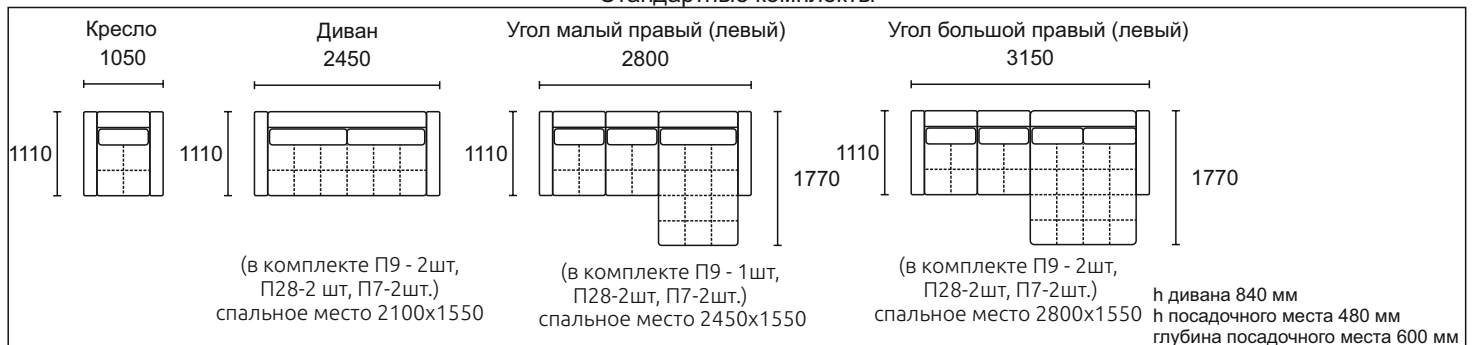 Стандартные комплекты
Кресло
1050
1110
Диван
2450
1110
(в комплекте П9 - 2шт,
П28-2 шт, П7-2шт.)
спальное место 2100х1550
Угол малый правый (левый)
2800
1110
1770
(в комплекте П9 - 1шт,
П28-2шт, П7-2шт.)
спальное место 2450х1550
Угол большой правый (левый)
3150
1110
1770
(в комплекте П9 - 2шт,
П28-2шт, П7-2шт.)
спальное место 2800х1550
h дивана 840 мм
h посадочного места 480 мм
глубина посадочного места 600 мм